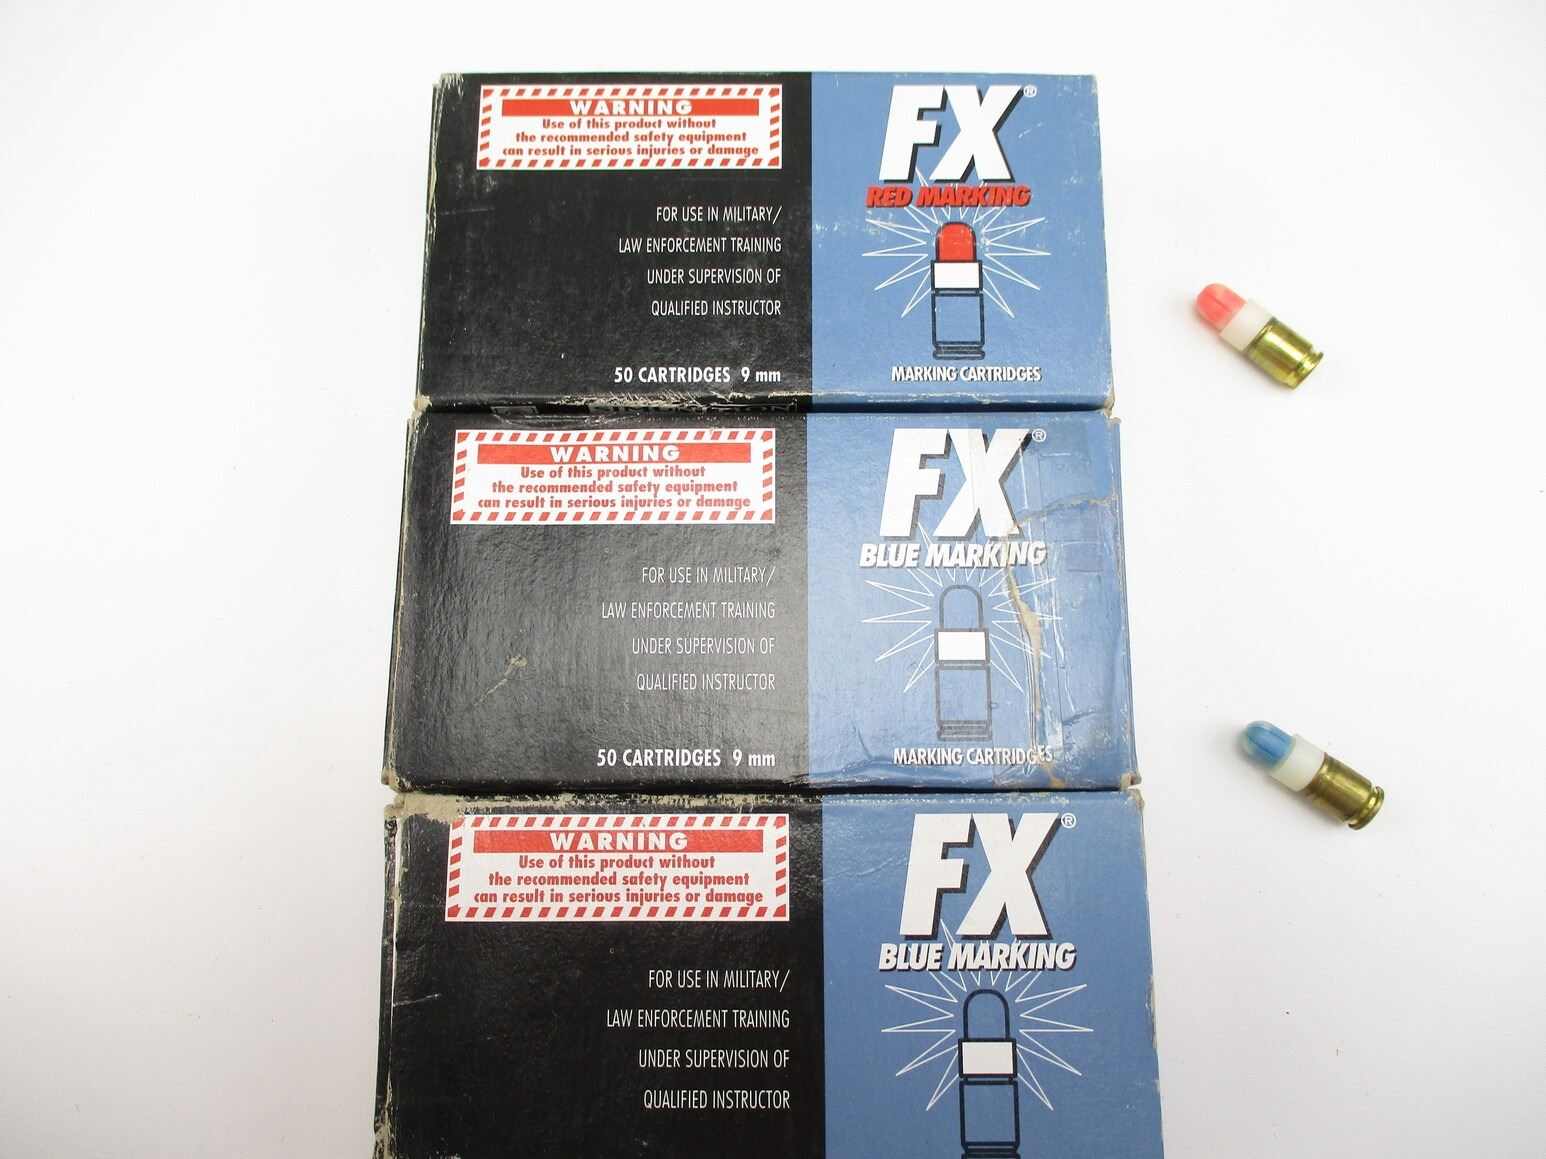 WARNING
Use of this product without
the recommended safety equipment
can result in serious injuries or damage
FOR USE IN MILITARY/
LAW ENFORCEMENT TRAINING
UNDER SUPERVISION OF
QUALIFIED INSTRUCTOR
50 CARTRIDGES 9 mm
FX®
RED MARKING
MARKING CARTRIDGES
WARNING
Use of this product without
the recommended safety equipment
can result in serious injuries or damage
FOR USE IN MILITARY/
LAW ENFORCEMENT TRAINING
UNDER SUPERVISION OF
QUALIFIED INSTRUCTOR
50 CARTRIDGES 9 mm
FX®
BLUE MARKING
MARKING CARTRIDGES
WARNING
Use of this product without
the recommended safety equipment
can result in serious injuries or damage
FOR USE IN MILITARY/
LAW ENFORCEMENT TRAINING
UNDER SUPERVISION OF
QUALIFIED INSTRUCTOR
FX®
BLUE MARKING